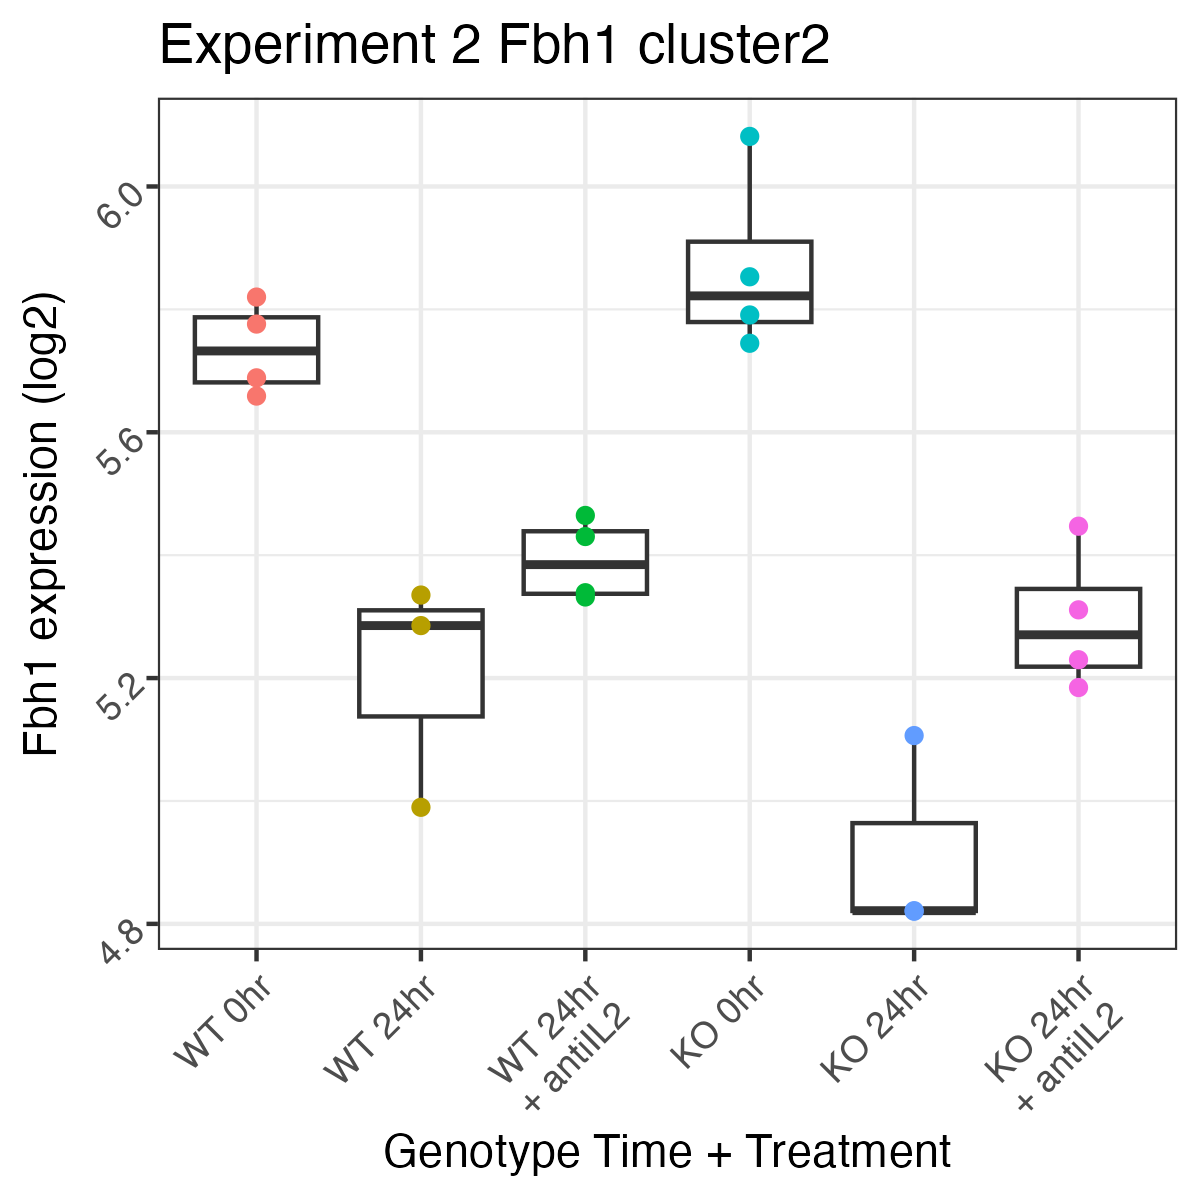 Experiment 2 Fbh1 cluster2
Fbh1 expression (log2)
6.0
5.6
5.2
4.8
WT 0hr
WT 24hr
WT 24hr
+ antiIL2
KO 0hr
KO 24hr
KO 24hr
+ antiIL2
Genotype Time + Treatment